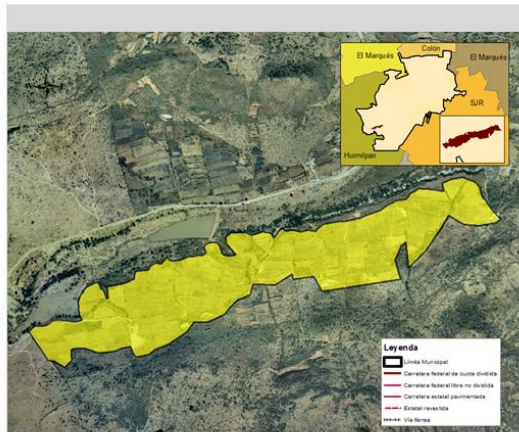 El Marqués
Colón
El Marqués
SJR
Huimilpan
Leyenda
Límite Municipal
Carretera federal de cuota dividida
Carretera federal libre no dividida
Carretera estatal pavimentada
Estatal revestida
Vía férrea